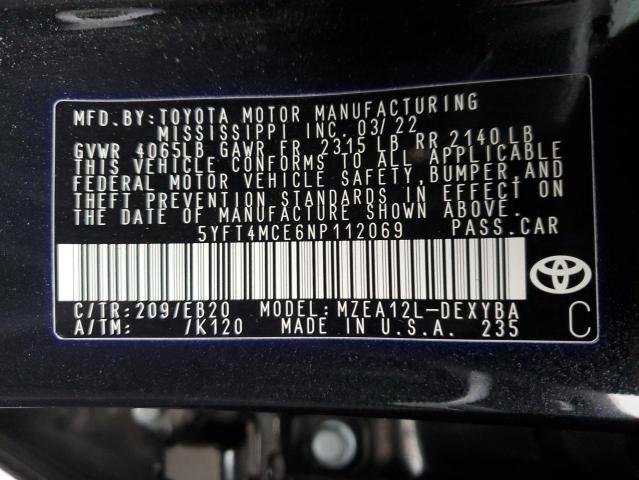 MFD.BY:TOYOTA MOTOR MANUFACTURING
MISSISSIPPI INC. 03/22
GVWR 4065LB GAWR FR 2315 LB RR 2140LB
THIS VEHICLE CONFORMS TO ALL APPLICABLE
FEDERAL MOTOR VEHICLE SAFETY, BUMPER, AND
THEFT PREVENTION STANDARDS IN EFFECT ON
THE DATE OF MANUFACTURE SHOWN ABOVE.
5YFT4MCE6NP112069 PASS.CAR
C/TR:209/EB20 MODEL:MZEA12L-DEXYBA
A/TM: /K120 MADE IN U.S.A. 235
C